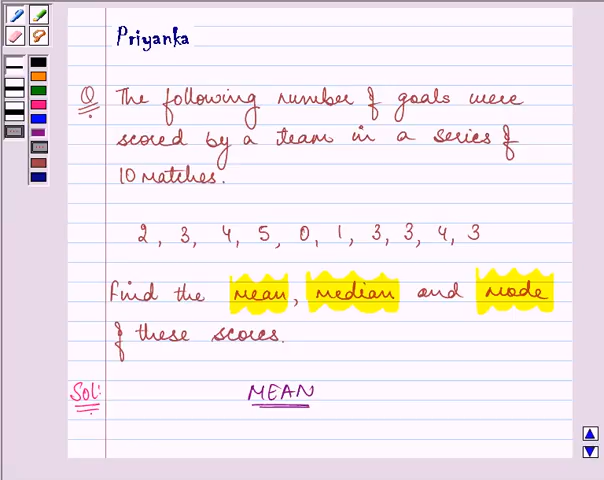 Priyanka
Q The following number of goals were
scored by a team in a series of
10 matches.
2, 3, 4, 5, 0, 1, 3, 3, 4, 3
Find the mean, median and mode
of these scores.
Sol: MEAN